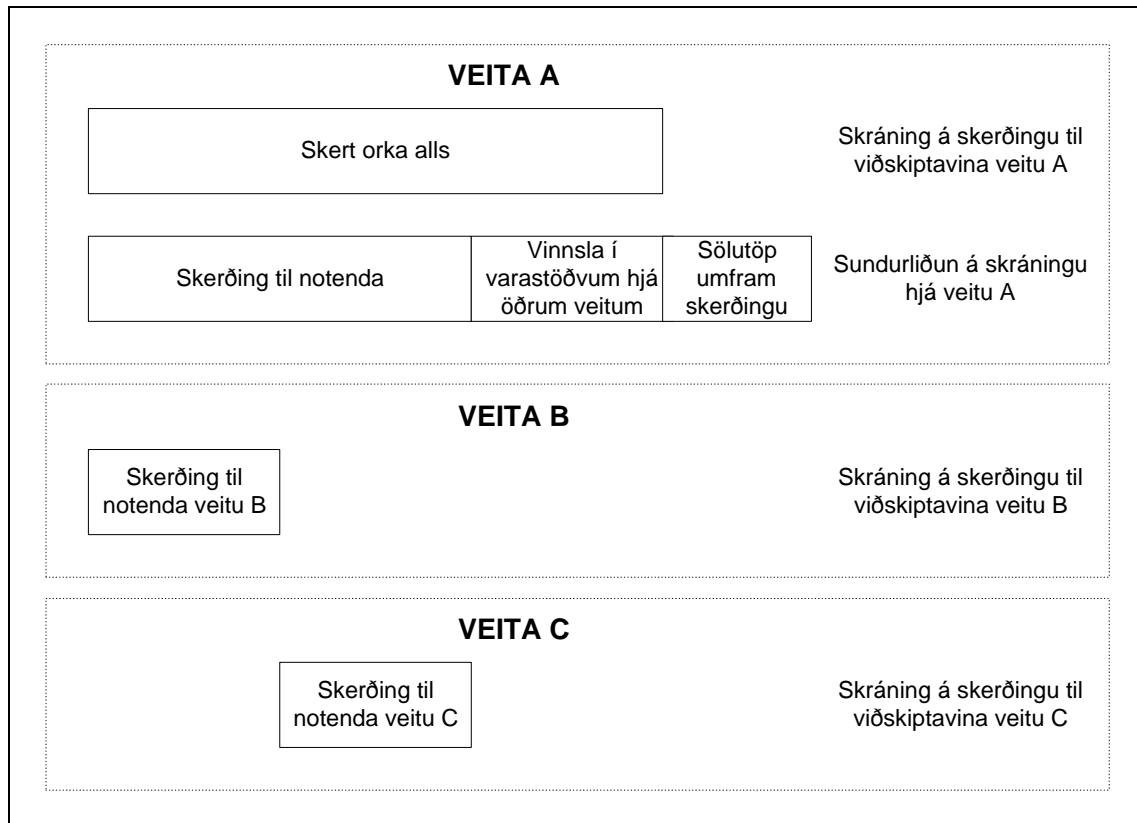 VEITA A
Skert orka alls
Skráning á skerðingu til
viðskiptavina veitu A
Skerðing til notenda
Vinnsla í
varastöðvum hjá
öðrum veitum
Sölutöp
umfram
skerðingu
Sundurliðun á skráningu
hjá veitu A
VEITA B
Skerðing til
notenda veitu B
Skráning á skerðingu til
viðskiptavina veitu B
VEITA C
Skerðing til
notenda veitu C
Skráning á skerðingu til
viðskiptavina veitu C